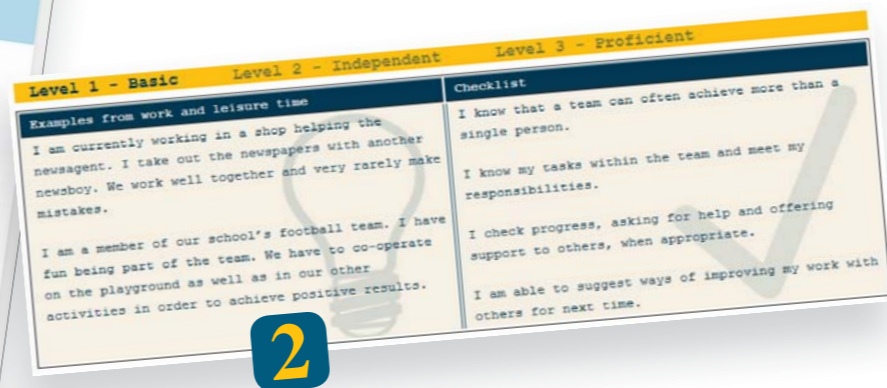 Level 1 - Basic Level 2 - Independent Level 3 - Proficient
Examples from work and leisure time
I am currently working in a shop helping the
newsagent. I take out the newspapers with another
newsboy. We work well together and very rarely make
mistakes.
I am a member of our school's football team. I have
fun being part of the team. We have to co-operate
on the playground as well as in our other
activities in order to achieve positive results.
Checklist
I know that a team can often achieve more than a
single person.
I know my tasks within the team and meet my
responsibilities.
I check progress, asking for help and offering
support to others, when appropriate.
I am able to suggest ways of improving my work with
others for next time.
2